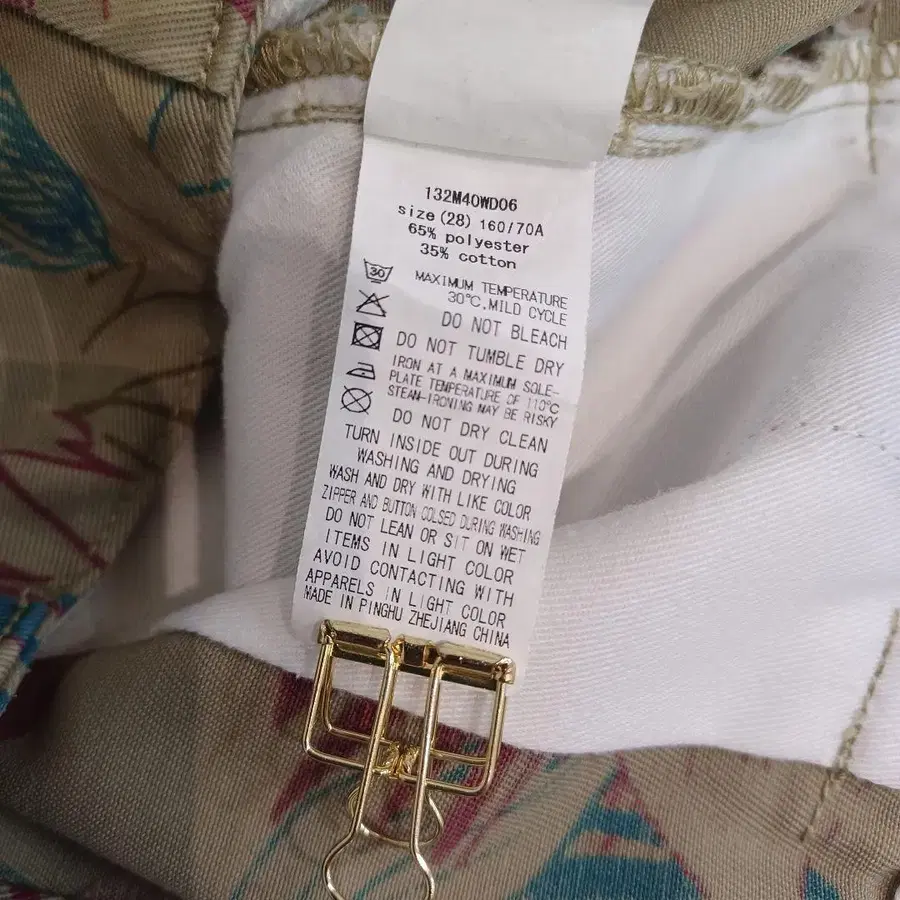 132M40WD06
size(28) 160/70A
65% polyester
35% cotton
30
MAXIMUM TEMPERATURE
30°C.MILD CYCLE
DO NOT BLEACH
DO NOT TUMBLE DRY
IRON AT A MAXIMUM SOLE-
PLATE TEMPERATURE OF 110°C
STEAM-IRONING MAY BE RISKY
DO NOT DRY CLEAN
TURN INSIDE OUT DURING
WASHING AND DRYING
WASH AND DRY WITH LIKE COLOR
ZIPPER AND BUTTON COLSED DURING WASHING
DO NOT LEAN OR SIT ON WET
ITEMS IN LIGHT COLOR
AVOID CONTACTING WITH
APPARELS IN LIGHT COLOR
MADE IN PINGHU ZHEJIANG CHINA